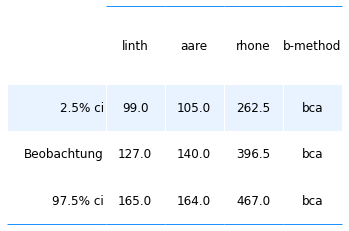 linth aare rhone b-method
2.5% ci 99.0 105.0 262.5 bca
Beobachtung 127.0 140.0 396.5 bca
97.5% ci 165.0 164.0 467.0 bca